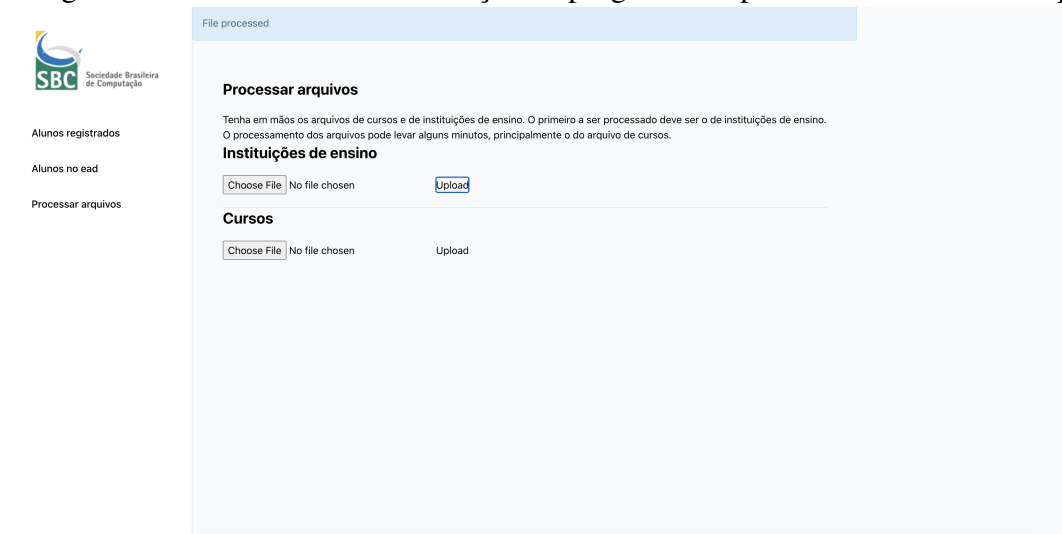 File processed
SBC
Sociedade Brasileira
de Computação
Alunos registrados
Alunos no ead
Processar arquivos
Processar arquivos
Tenha em mãos os arquivos de cursos e de instituições de ensino. O primeiro a ser processado deve ser o de instituições de ensino.
O processamento dos arquivos pode levar alguns minutos, principalmente o do arquivo de cursos.
Instituições de ensino
Choose File No file chosen Upload
Cursos
Choose File No file chosen Upload